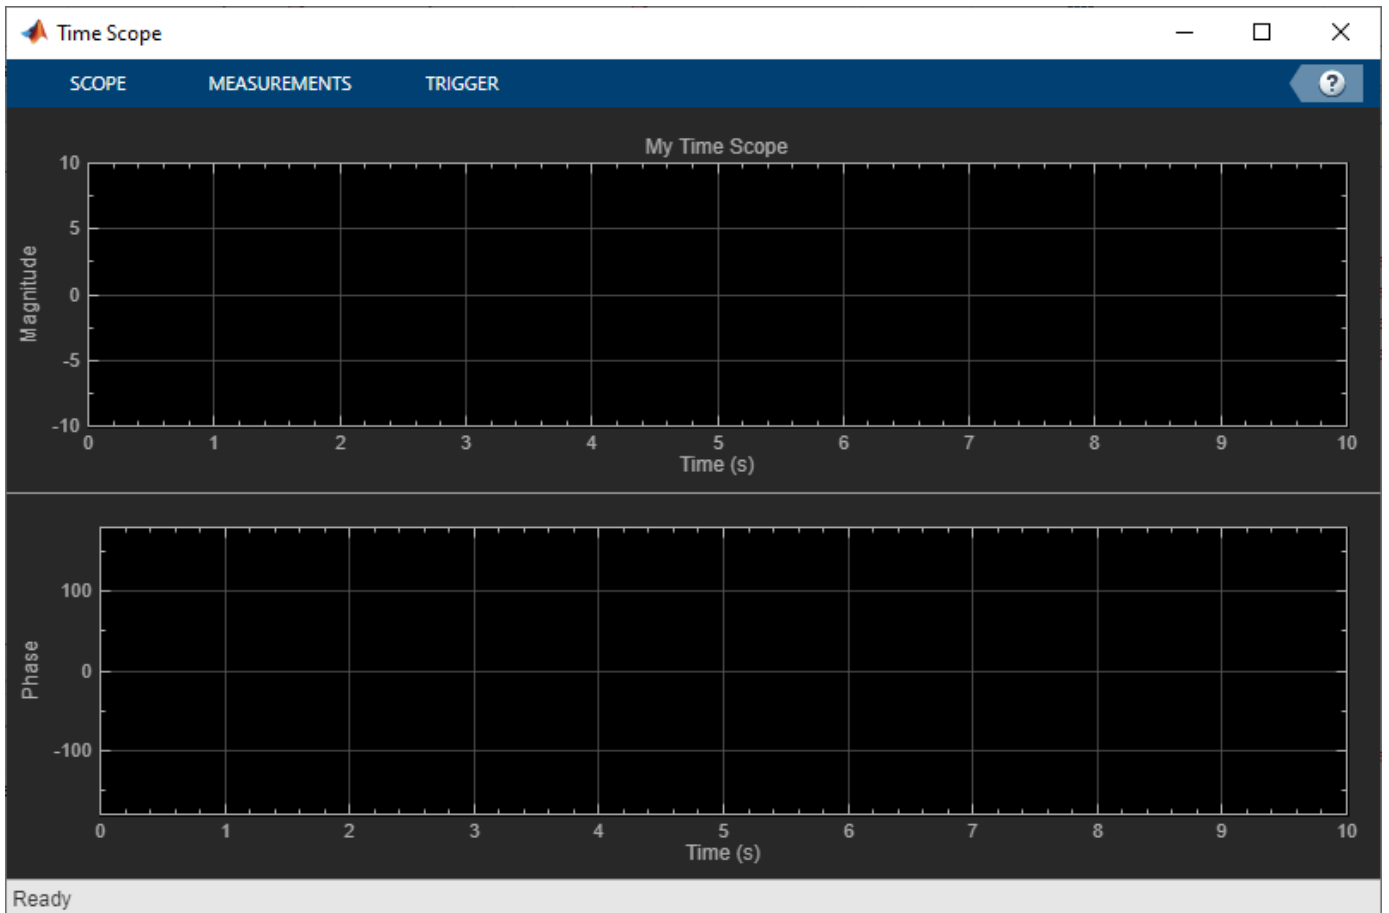 Time Scope
SCOPE MEASUREMENTS TRIGGER ?
My Time Scope
10
5
0
-5
-10
Magnitude
0 1 2 3 4 5 6 7 8 9 10
Time (s)
100
0
-100
Phase
0 1 2 3 4 5 6 7 8 9 10
Time (s)
Ready